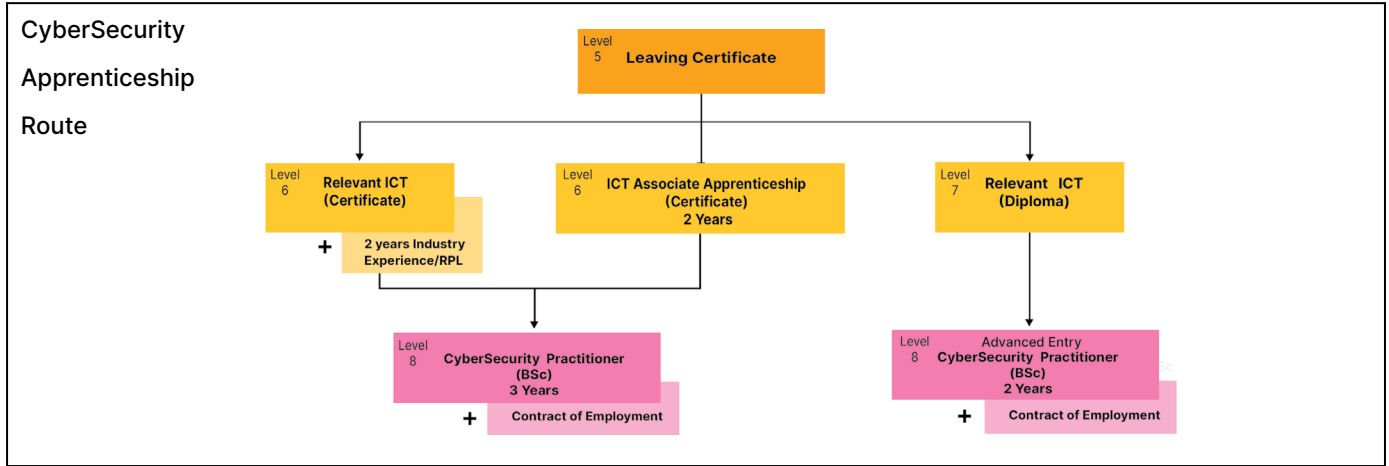 CyberSecurity
Apprenticeship
Route
Level
5
Leaving Certificate
Level
6
Relevant ICT
(Certificate)
+
2 years Industry
Experience/RPL
Level
6
ICT Associate Apprenticeship
(Certificate)
2 Years
Level
7
Relevant ICT
(Diploma)
Level
8
CyberSecurity Practitioner
(BSc)
3 Years
+
Contract of Employment
Level
8
Advanced Entry
CyberSecurity Practitioner
(BSc)
2 Years
+
Contract of Employment